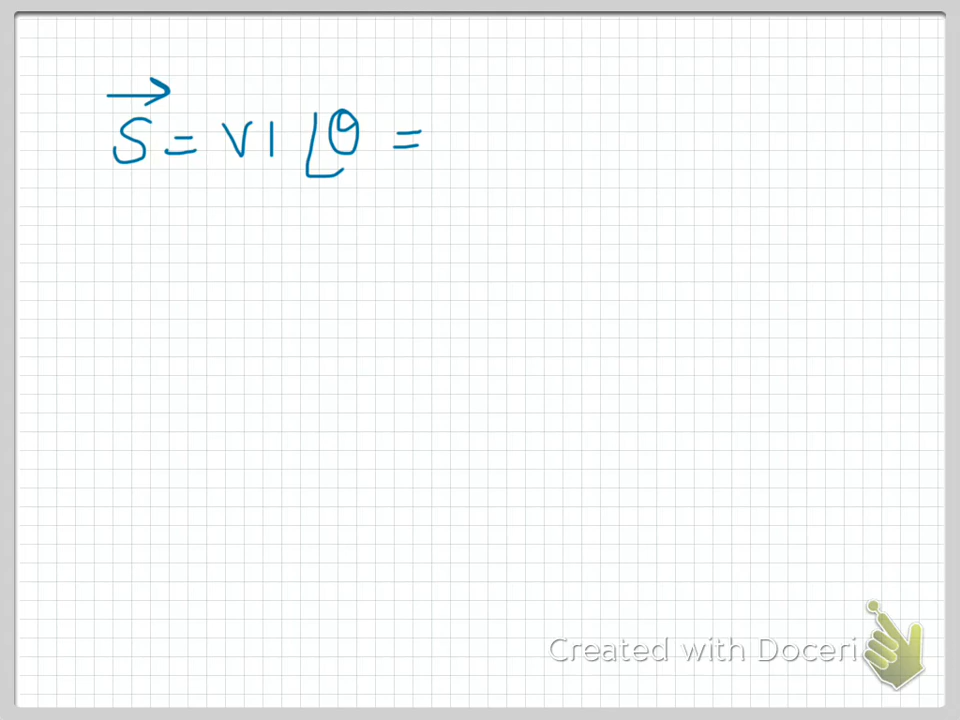 S⃗ = VI ∠θ =
Created with Doceri